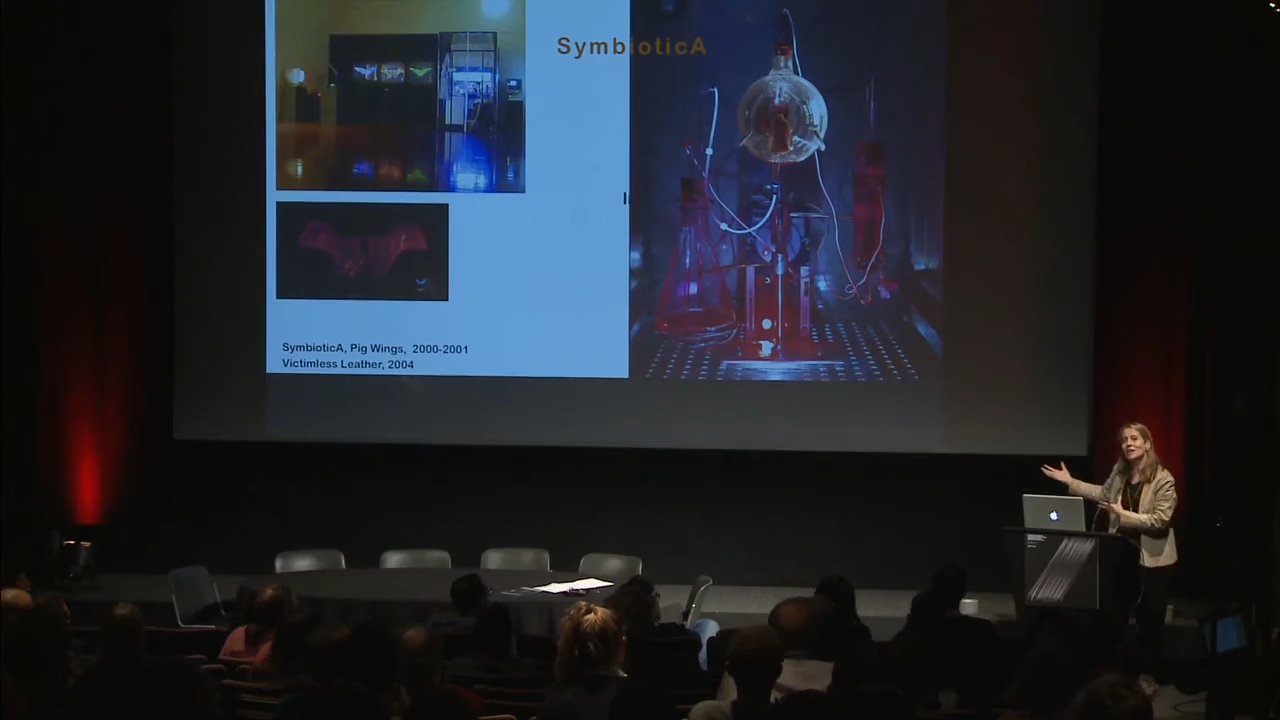 SymbioticA
SymbioticA, Pig Wings, 2000-2001
Victimless Leather, 2004